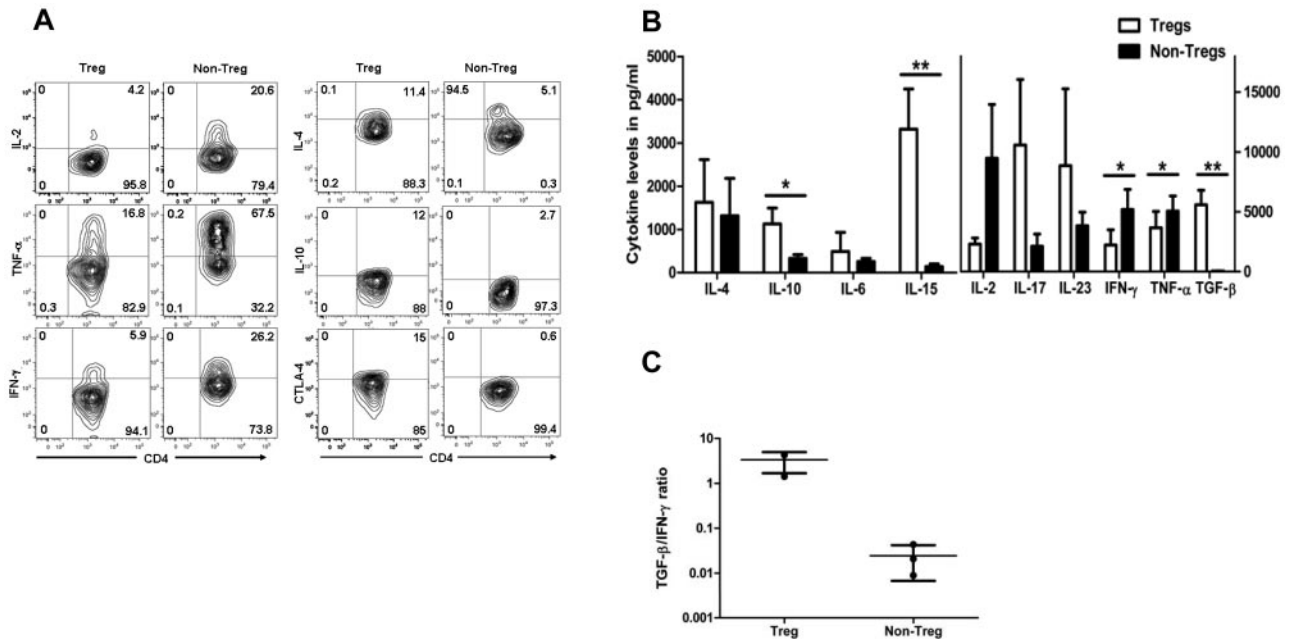 A
Treg Non-Treg
IL-2
0 4.2
0 95.8
0 20.6
0 79.4
TNF-α
16.8
0.3 82.9
0.2 67.5
0.1 32.2
IFN-γ
0 5.9
0 94.1
0 26.2
0 73.8
CD4
Treg Non-Treg
IL-4
0.1 11.4
0.2 88.3
94.5 5.1
0.1 0.3
IL-10
0 12
0 88
0 2.7
0 97.3
CTLA-4
0 15
0 85
0 0.6
0 99.4
CD4
B
Tregs
Non-Tregs
Cytokine levels in pg/ml
5000
4000
3000
2000
1000
0
* ** * * **
15000
10000
5000
0
IL-4 IL-10 IL-6 IL-15 IL-2 IL-17 IL-23 IFN-γ TNF-α TGF-β
C
TGF-β/IFN-γ ratio
10
1
0.1
0.01
0.001
Treg Non-Treg